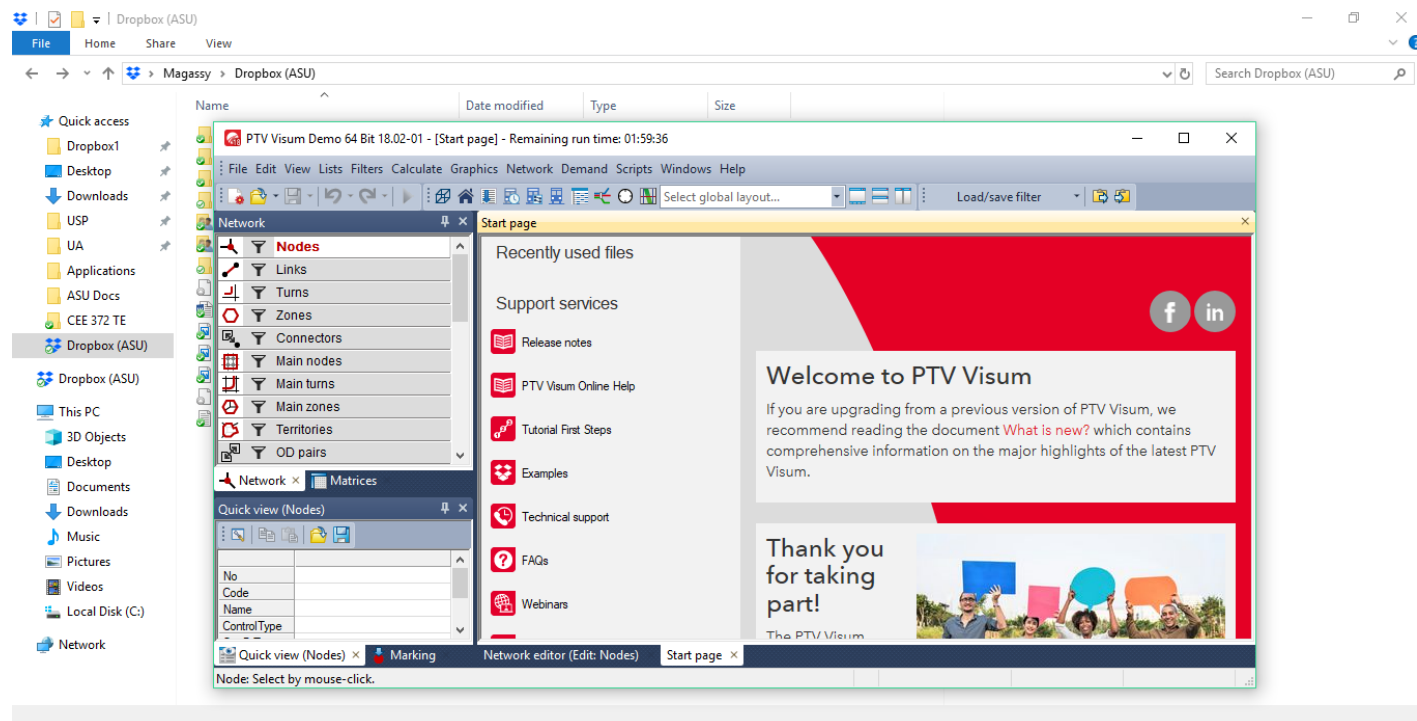 Dropbox (ASU)
File Home Share View
Magassy > Dropbox (ASU)
Search Dropbox (ASU)
Name Date modified Type Size
Quick access
Dropbox1
Desktop
Downloads
USP
UA
Applications
ASU Docs
CEE 372 TE
Dropbox (ASU)
Dropbox (ASU)
This PC
3D Objects
Desktop
Documents
Downloads
Music
Pictures
Videos
Local Disk (C:)
Network
PTV Visum Demo 64 Bit 18.02-01 - [Start page] - Remaining run time: 01:59:36
File Edit View Lists Filters Calculate Graphics Network Demand Scripts Windows Help
Select global layout... Load/save filter
Network
Nodes
Links
Turns
Zones
Connectors
Main nodes
Main turns
Main zones
Territories
OD pairs
Network × Matrices
Quick view (Nodes)
No
Code
Name
ControlType
Quick view (Nodes) × Marking
Start page
Recently used files
Support services
Release notes
PTV Visum Online Help
Tutorial First Steps
Examples
Technical support
FAQs
Webinars
f in
Welcome to PTV Visum
If you are upgrading from a previous version of PTV Visum, we
recommend reading the document What is new? which contains
comprehensive information on the major highlights of the latest PTV
Visum.
Thank you
for taking
part!
The PTV Visum
Network editor (Edit: Nodes) Start page ×
Node: Select by mouse-click.